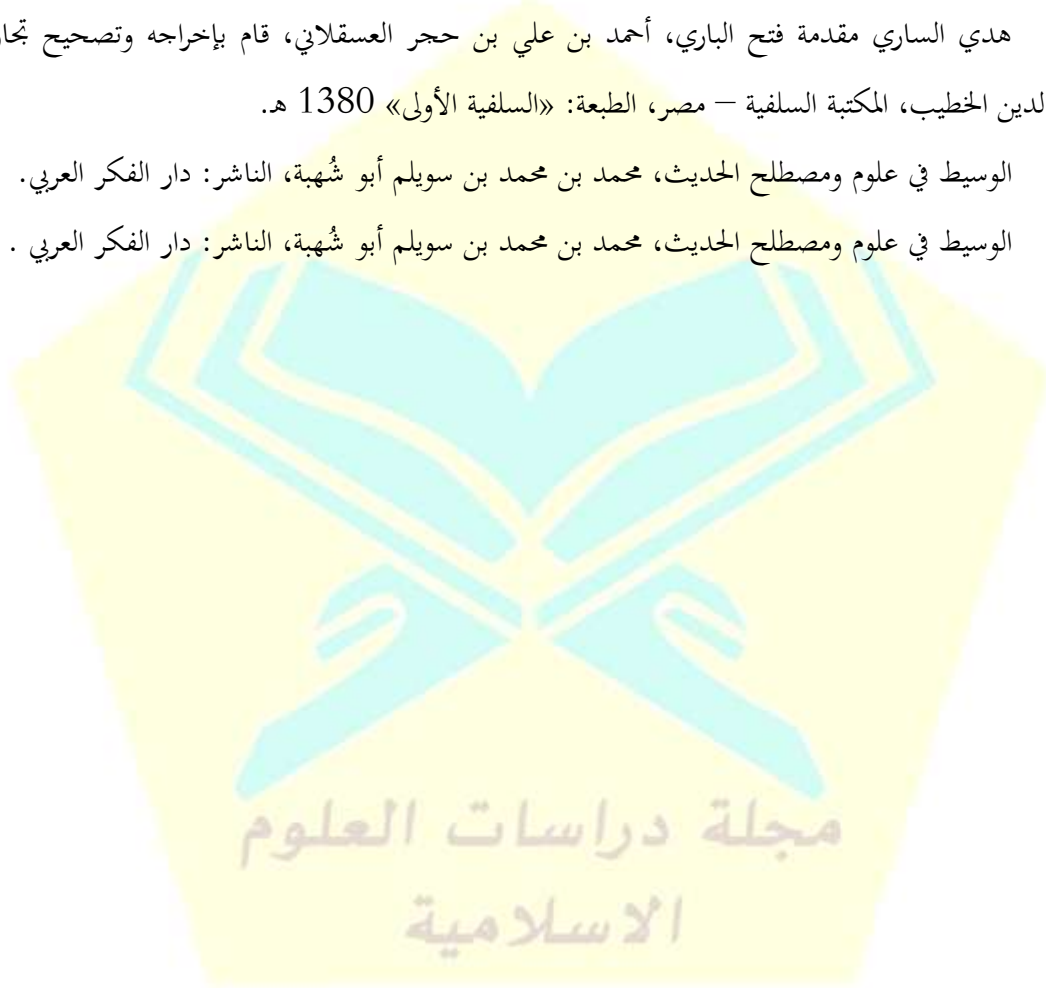 هدي الساري مقدمة فتح الباري، أحمد بن علي بن حجر العسقلاني، قام بإخراجه وتصحيح تجار
لدين الخطيب، المكتبة السلفية – مصر، الطبعة: «السلفية الأولى» 1380 هـ.
الوسيط في علوم ومصطلح الحديث، محمد بن محمد بن سويلم أبو شُهبة، الناشر: دار الفكر العربي.
الوسيط في علوم ومصطلح الحديث، محمد بن محمد بن سويلم أبو شُهبة، الناشر: دار الفكر العربي .
مجلة دراسات العلوم
الاسلامية